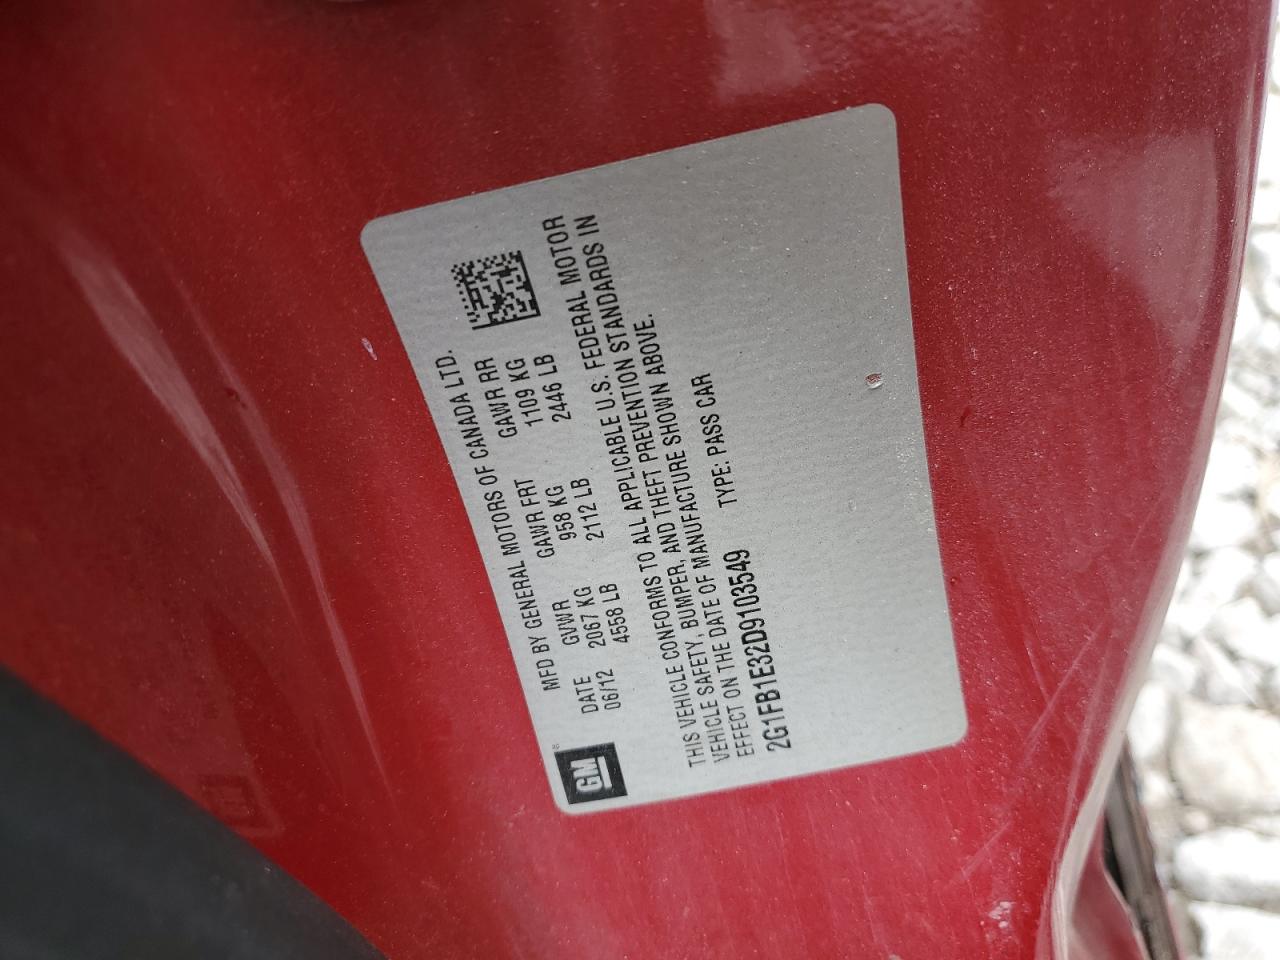 MFD BY GENERAL MOTORS OF CANADA LTD.
DATE GVWR GAWR FRT GAWR RR
06/12 2067 KG 958 KG 1109 KG
4558 LB 2112 LB 2446 LB
THIS VEHICLE CONFORMS TO ALL APPLICABLE U.S. FEDERAL MOTOR
VEHICLE SAFETY, BUMPER, AND THEFT PREVENTION STANDARDS IN
EFFECT ON THE DATE OF MANUFACTURE SHOWN ABOVE.
2G1FB1E32D9103549 TYPE: PASS CAR
GM